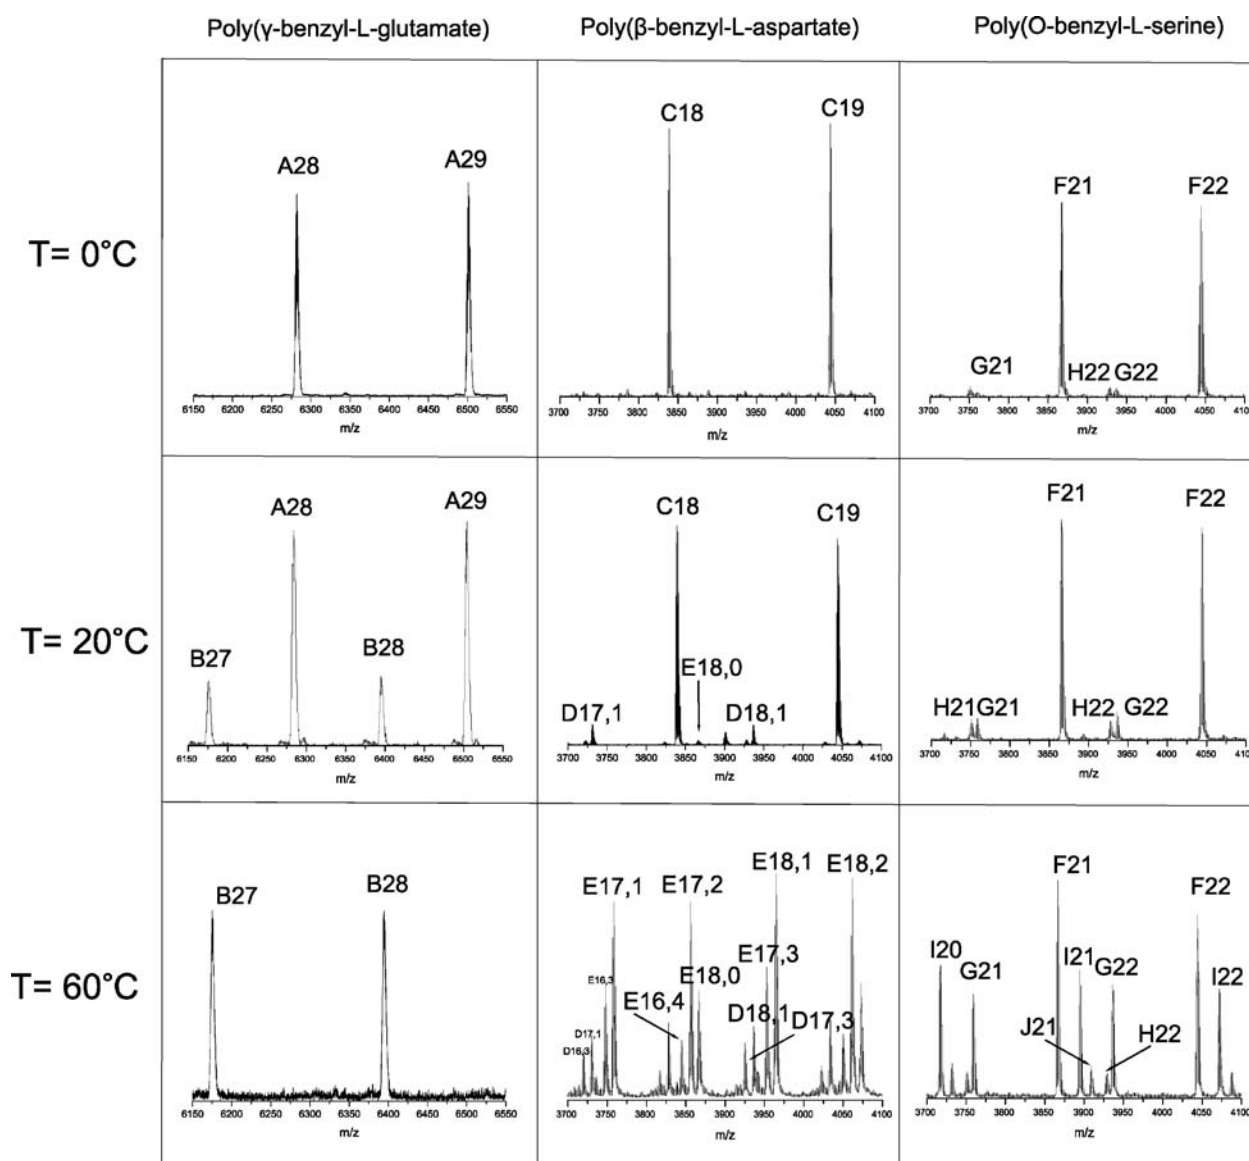 Poly(γ-benzyl-L-glutamate) Poly(β-benzyl-L-aspartate) Poly(O-benzyl-L-serine)
T= 0°C
A28 A29
6150 6200 6250 6300 6350 6400 6450 6500 6550
m/z
C18 C19
3700 3750 3800 3850 3900 3950 4000 4050 4100
m/z
F21 F22
G21 H22 G22
3700 3750 3800 3850 3900 3950 4000 4050 4100
m/z
T= 20°C
A28 A29
B27 B28
6150 6200 6250 6300 6350 6400 6450 6500 6550
m/z
C18 C19
E18,0
D17,1 D18,1
3700 3750 3800 3850 3900 3950 4000 4050 4100
m/z
F21 F22
H21 G21 H22 G22
3700 3750 3800 3850 3900 3950 4000 4050 4100
m/z
T= 60°C
B27 B28
6150 6200 6250 6300 6350 6400 6450 6500 6550
m/z
E17,1 E17,2 E18,1 E18,2
E16,3 E18,0 E17,3
D17,1 E16,4 D18,1 D17,3
D16,3
3700 3750 3800 3850 3900 3950 4000 4050 4100
m/z
F21 F22
I20 G21 I21 G22 I22
J21 H22
3700 3750 3800 3850 3900 3950 4000 4050 4100
m/z